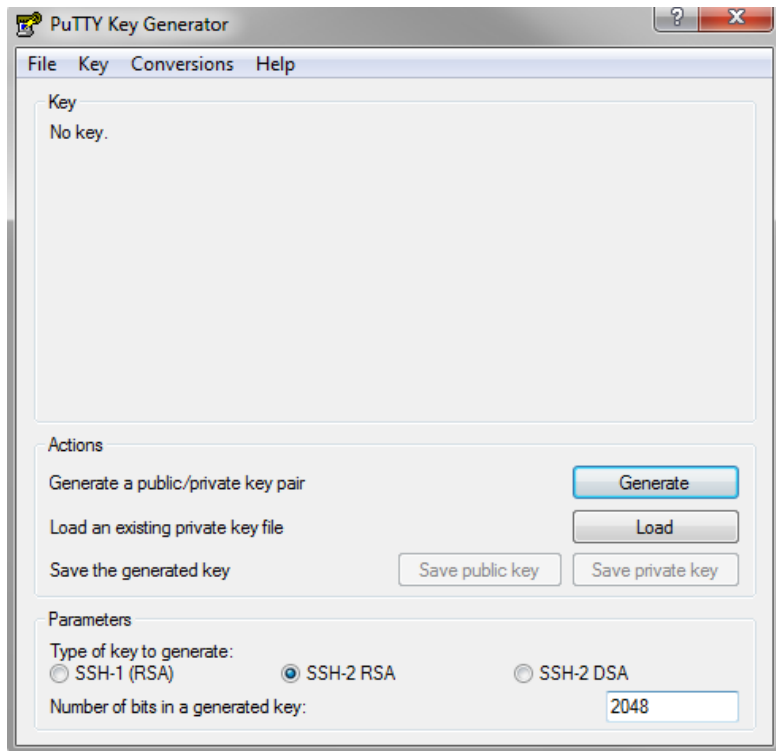 PuTTY Key Generator
? X
File Key Conversions Help
Key
No key.
Actions
Generate a public/private key pair Generate
Load an existing private key file Load
Save the generated key Save public key Save private key
Parameters
Type of key to generate:
SSH-1 (RSA) SSH-2 RSA SSH-2 DSA
Number of bits in a generated key: 2048